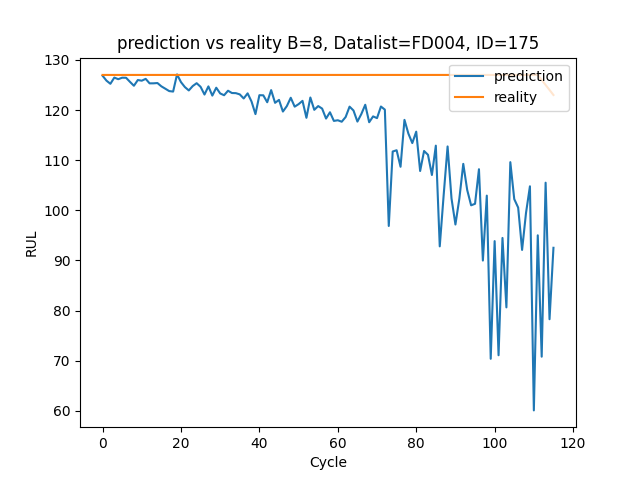 prediction vs reality B=8, Datalist=FD004, ID=175
prediction
reality
RUL
130
120
110
100
90
80
70
60
0 20 40 60 80 100 120
Cycle